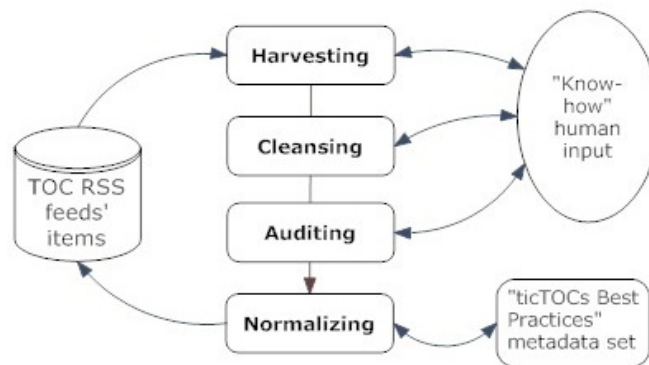 Harvesting
Cleansing
Auditing
Normalizing
TOC RSS
feeds'
items
"Know-
how"
human
input
"ticTOCs Best
Practices"
metadata set